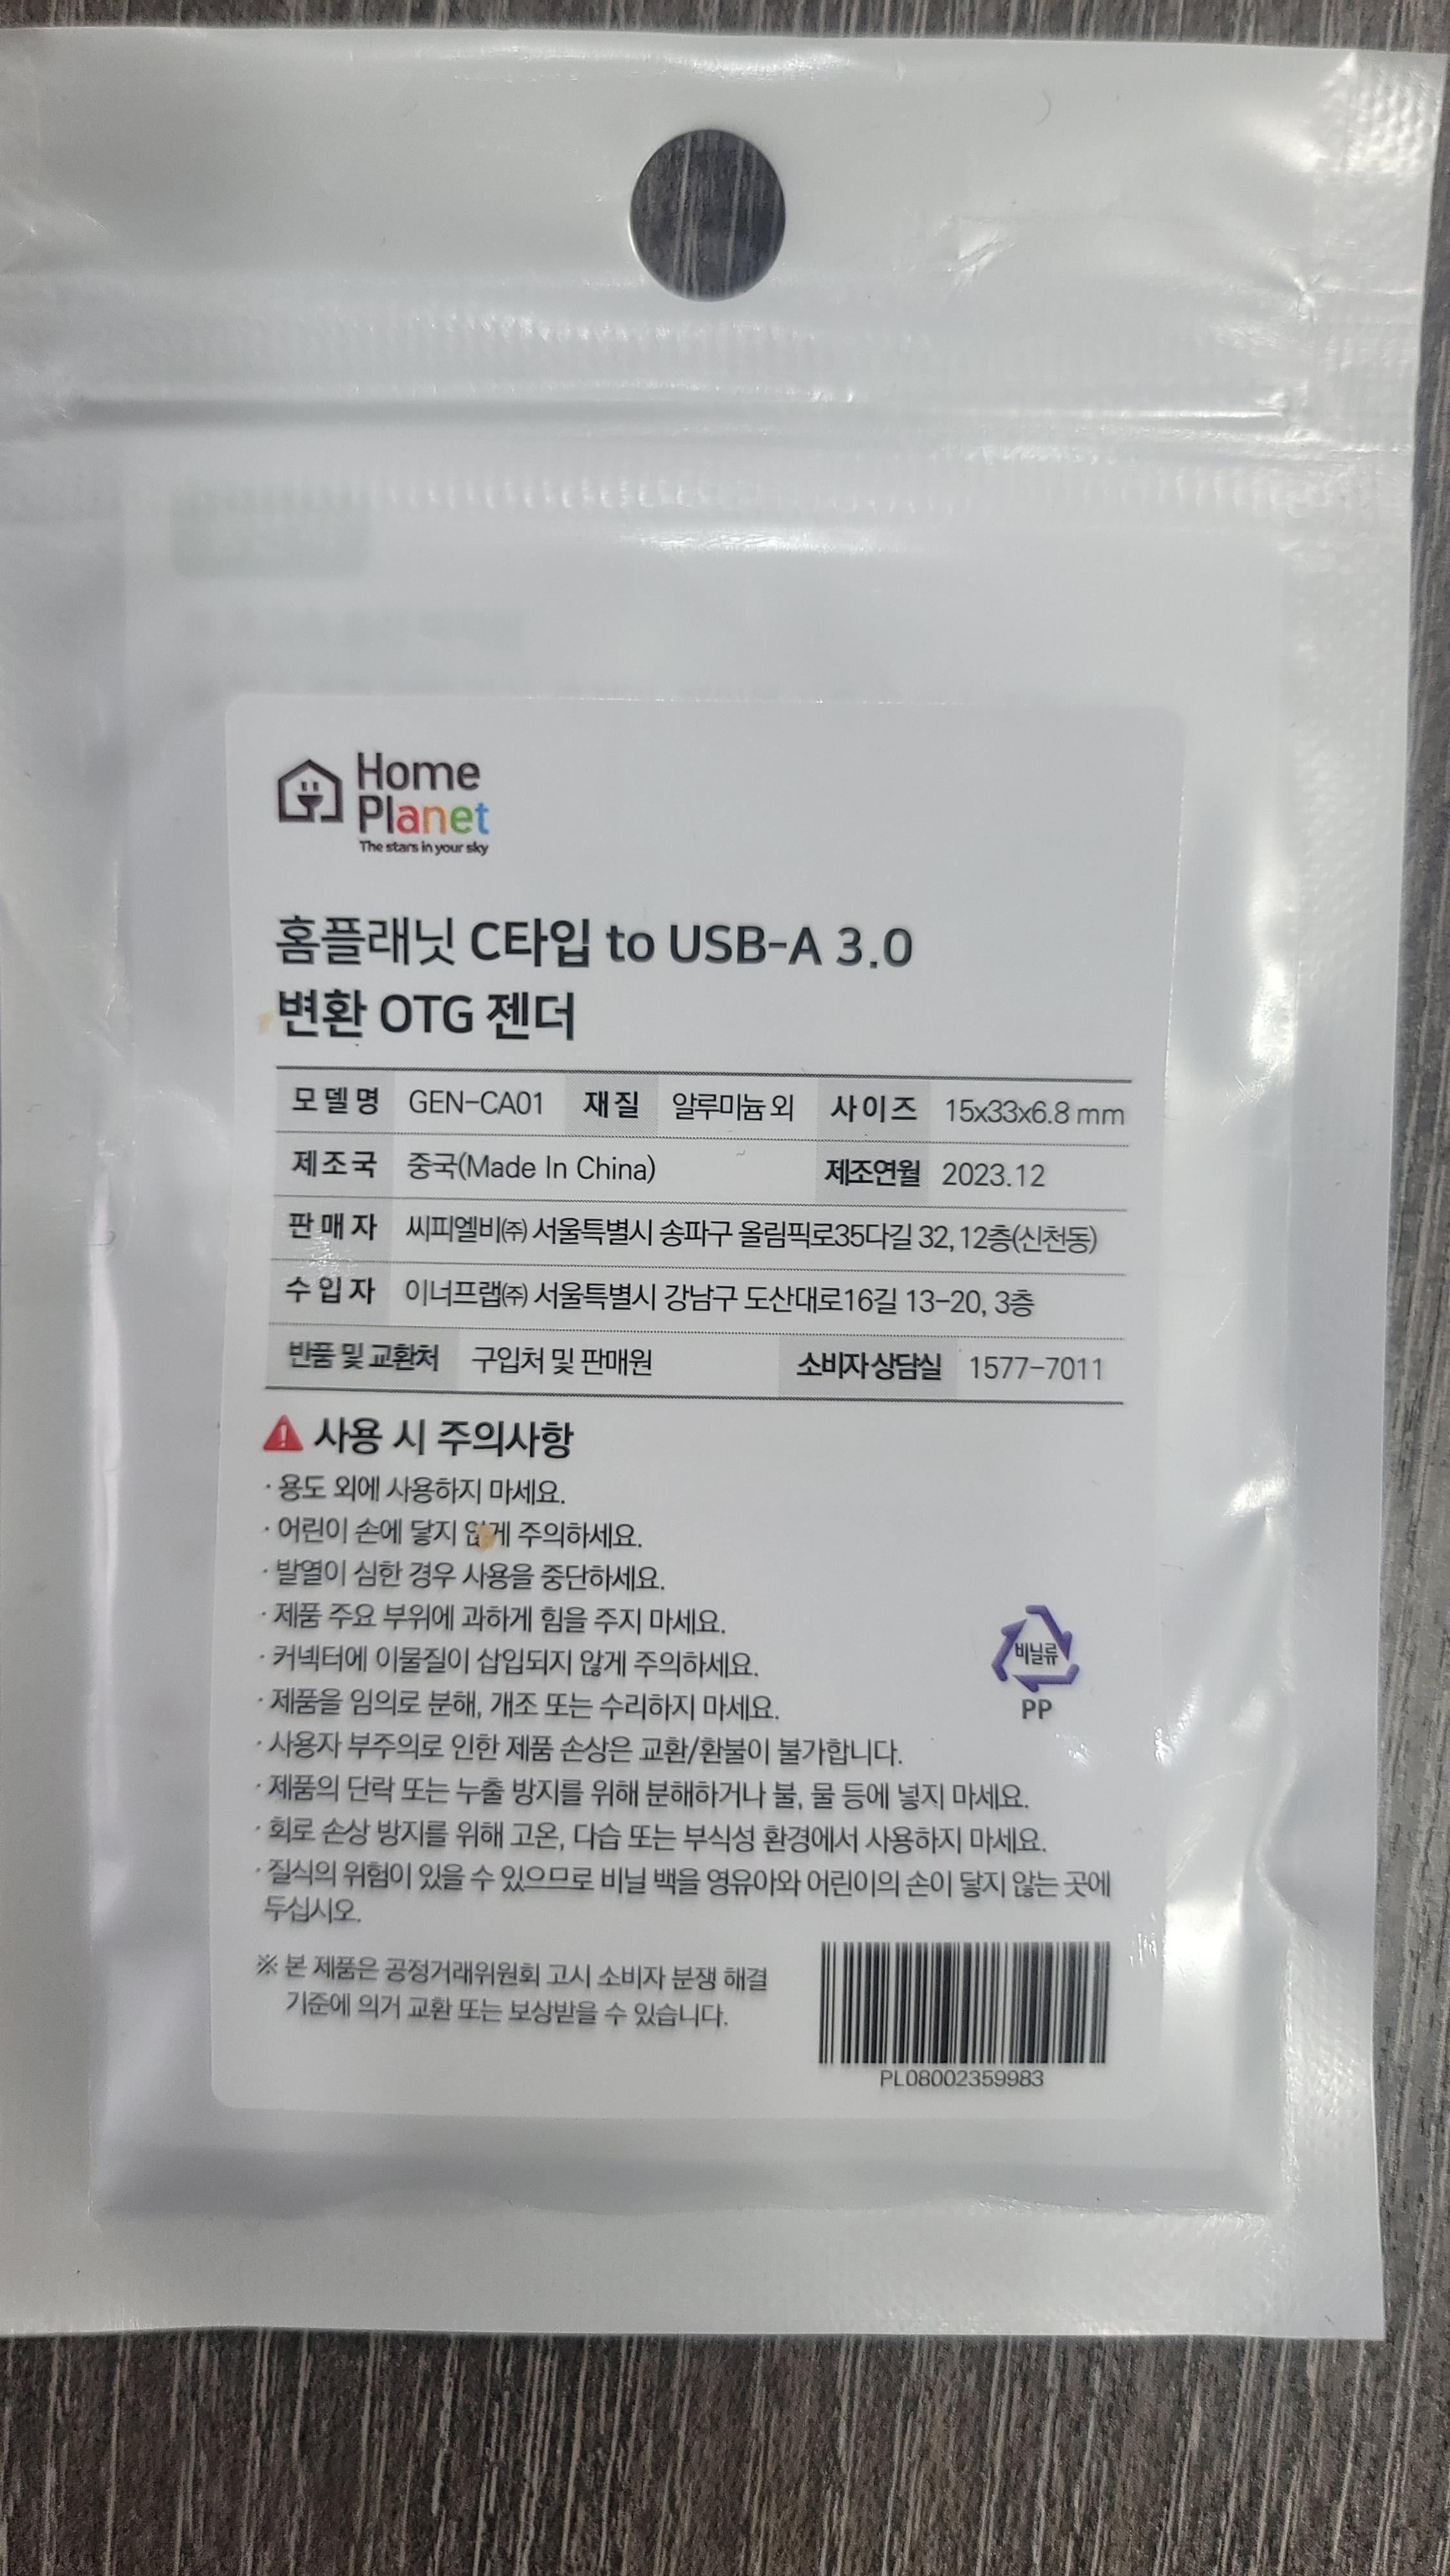 Home
Planet
The stars in your sky
홈플래닛 C타입 to USB-A 3.0
변환 OTG 젠더
모델명 GEN-CA01 재질 알루미늄 외 사이즈 15x33x6.8 mm
제조국 중국(Made In China) 제조연월 2023.12
판매자 씨피엘비㈜ 서울특별시 송파구 올림픽로35다길 32, 12층(신천동)
수입자 이너프랩㈜ 서울특별시 강남구 도산대로16길 13-20, 3층
반품 및 교환처 구입처 및 판매원 소비자상담실 1577-7011
사용 시 주의사항
· 용도 외에 사용하지 마세요.
· 어린이 손에 닿지 않게 주의하세요.
· 발열이 심한 경우 사용을 중단하세요.
· 제품 주요 부위에 과하게 힘을 주지 마세요.
· 커넥터에 이물질이 삽입되지 않게 주의하세요.
· 제품을 임의로 분해, 개조 또는 수리하지 마세요.
· 사용자 부주의로 인한 제품 손상은 교환/환불이 불가합니다.
· 제품의 단락 또는 누출 방지를 위해 분해하거나 불, 물 등에 넣지 마세요.
· 회로 손상 방지를 위해 고온, 다습 또는 부식성 환경에서 사용하지 마세요.
· 질식의 위험이 있을 수 있으므로 비닐 백을 영유아와 어린이의 손이 닿지 않는 곳에
두십시오.
비닐류
PP
※ 본 제품은 공정거래위원회 고시 소비자 분쟁 해결
기준에 의거 교환 또는 보상받을 수 있습니다.
PL08002359983